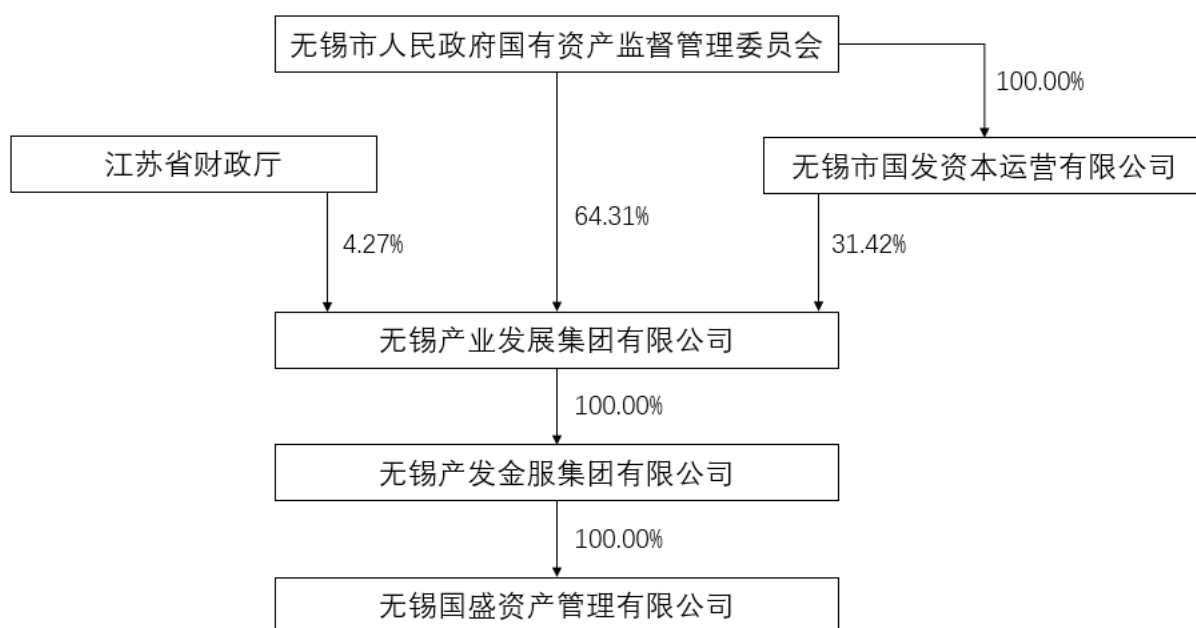 无锡市人民政府国有资产监督管理委员会
100.00%
江苏省财政厅
无锡市国发资本运营有限公司
64.31%
4.27%
31.42%
无锡产业发展集团有限公司
100.00%
无锡产发金服集团有限公司
100.00%
无锡国盛资产管理有限公司